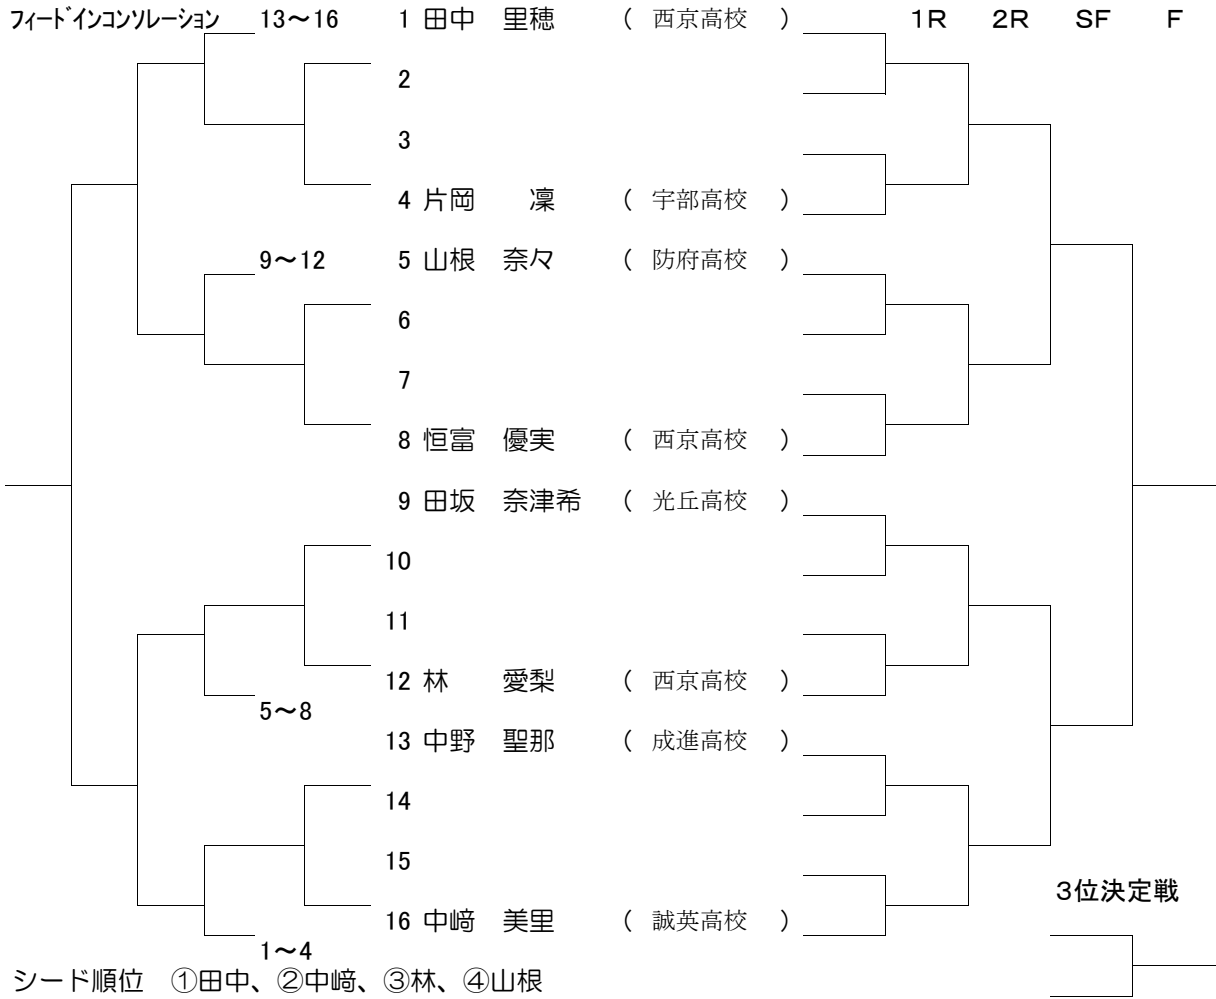 フィードインコンソレーション　13～16　1 田中　里穂　（　西京高校　）　1R　2R　SF　F
2
3
4 片岡　凜　（　宇部高校　）
9～12　5 山根　奈々　（　防府高校　）
6
7
8 恒富　優実　（　西京高校　）
9 田坂　奈津希　（　光丘高校　）
10
11
12 林　愛梨　（　西京高校　）
5～8
13 中野　聖那　（　成進高校　）
14
15
3位決定戦
16 中﨑　美里　（　誠英高校　）
1～4
シード順位　①田中、②中﨑、③林、④山根